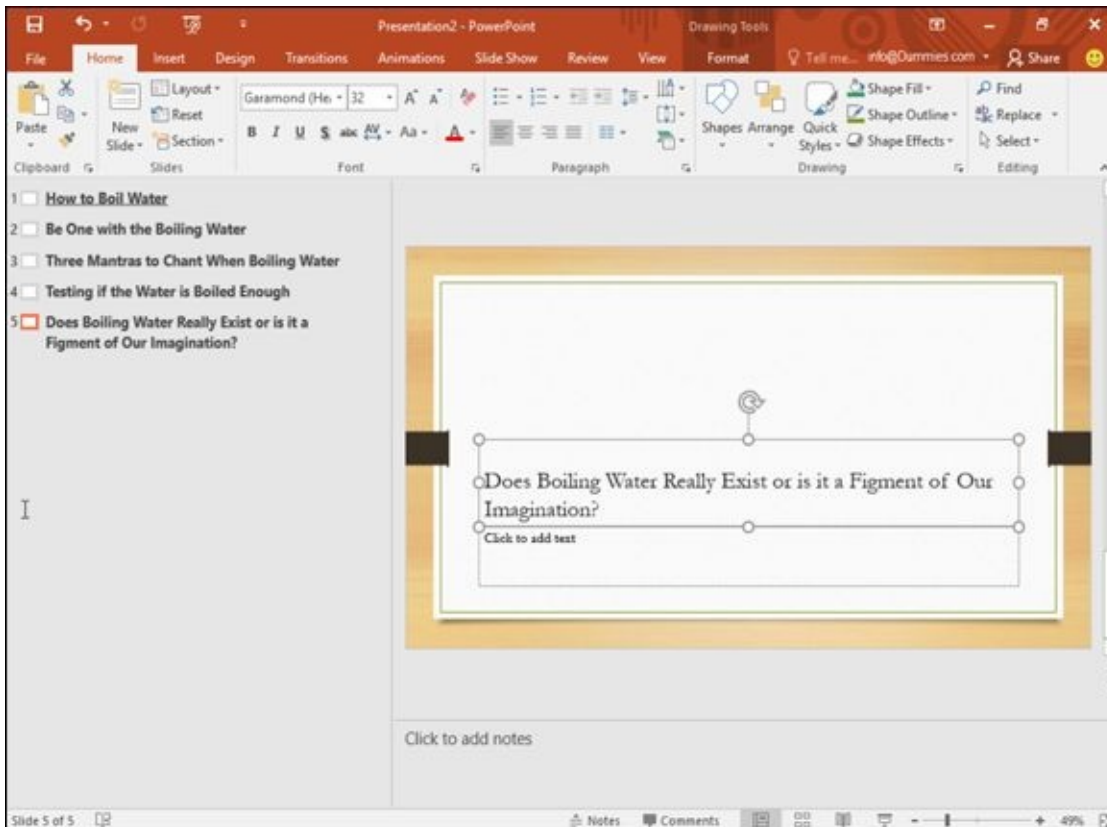 Presentation2 - PowerPoint
Drawing Tools
File Home Insert Design Transitions Animations Slide Show Review View Format Tell me... info@Dummies.com Share
Paste
New Slide
Layout
Reset
Section
Garamond (He 32
B I U S abc AV Aa A
Shapes Arrange Quick Styles
Shape Fill
Shape Outline
Shape Effects
Find
Replace
Select
Clipboard Slides Font Paragraph Drawing Editing
1 How to Boil Water
2 Be One with the Boiling Water
3 Three Mantras to Chant When Boiling Water
4 Testing if the Water is Boiled Enough
5 Does Boiling Water Really Exist or is it a
Figment of Our Imagination?
Does Boiling Water Really Exist or is it a Figment of Our
Imagination?
Click to add text
Click to add notes
Slide 5 of 5 Notes Comments 49%